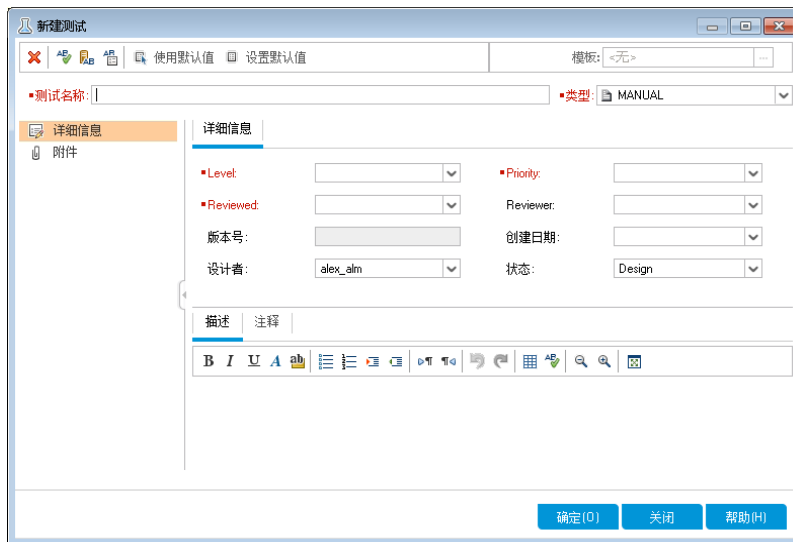 新建测试
使用默认值 设置默认值 模板: <无> ...
▪测试名称: ▪类型: MANUAL
详细信息
附件
详细信息
▪Level: ▪Priority:
▪Reviewed: Reviewer:
版本号: 创建日期:
设计者: alex_alm 状态: Design
描述 注释
B I U A ab
确定(O) 关闭 帮助(H)